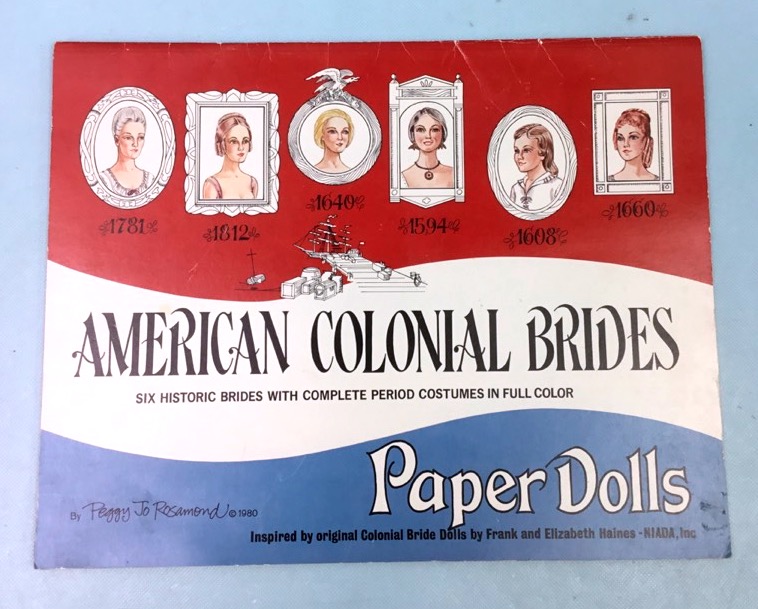 1781
1812
1640
1594
1608
1660
AMERICAN COLONIAL BRIDES
SIX HISTORIC BRIDES WITH COMPLETE PERIOD COSTUMES IN FULL COLOR
Paper Dolls
By Peggy Jo Rosamond © 1980
Inspired by original Colonial Bride Dolls by Frank and Elizabeth Haines - NIADA, Inc